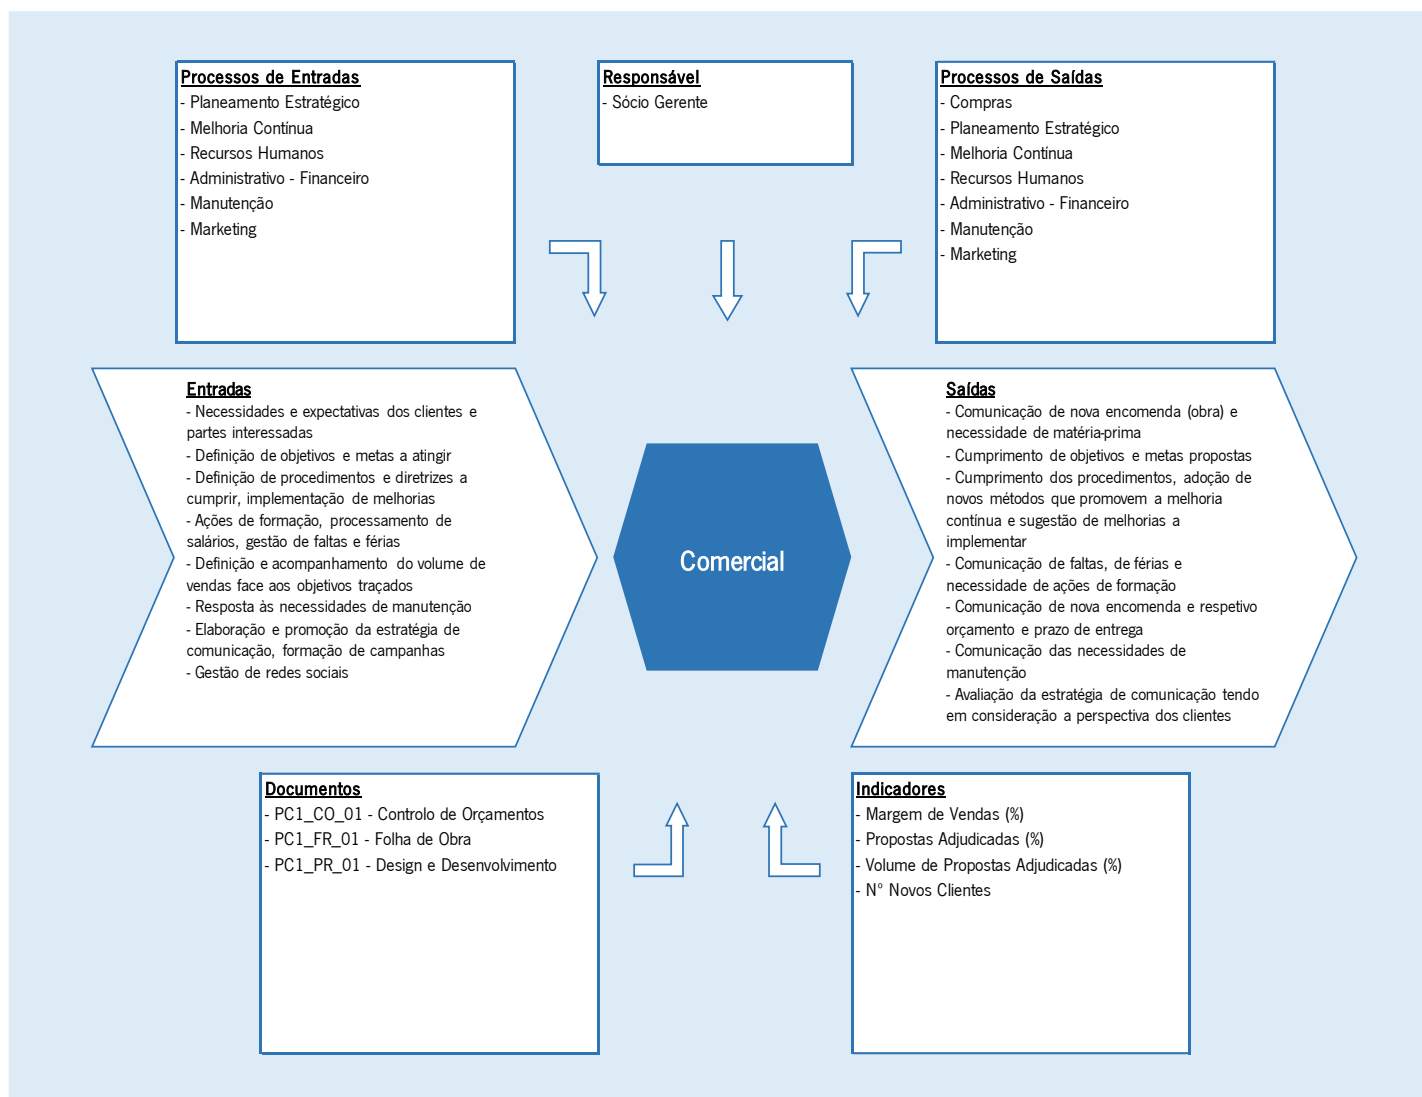 Processos de Entradas
- Planeamento Estratégico
- Melhoria Contínua
- Recursos Humanos
- Administrativo - Financeiro
- Manutenção
- Marketing
Responsável
- Sócio Gerente
Processos de Saídas
- Compras
- Planeamento Estratégico
- Melhoria Contínua
- Recursos Humanos
- Administrativo - Financeiro
- Manutenção
- Marketing
Entradas
- Necessidades e expectativas dos clientes e
partes interessadas
- Definição de objetivos e metas a atingir
- Definição de procedimentos e diretrizes a
cumprir, implementação de melhorias
- Ações de formação, processamento de
salários, gestão de faltas e férias
- Definição e acompanhamento do volume de
vendas face aos objetivos traçados
- Resposta às necessidades de manutenção
- Elaboração e promoção da estratégia de
comunicação, formação de campanhas
- Gestão de redes sociais
Comercial
Saídas
- Comunicação de nova encomenda (obra) e
necessidade de matéria-prima
- Cumprimento de objetivos e metas propostas
- Cumprimento dos procedimentos, adoção de
novos métodos que promovem a melhoria
contínua e sugestão de melhorias a
implementar
- Comunicação de faltas, de férias e
necessidade de ações de formação
- Comunicação de nova encomenda e respetivo
orçamento e prazo de entrega
- Comunicação das necessidades de
manutenção
- Avaliação da estratégia de comunicação tendo
em consideração a perspectiva dos clientes
Documentos
- PC1_CO_01 - Controlo de Orçamentos
- PC1_FR_01 - Folha de Obra
- PC1_PR_01 - Design e Desenvolvimento
Indicadores
- Margem de Vendas (%)
- Propostas Adjudicadas (%)
- Volume de Propostas Adjudicadas (%)
- N° Novos Clientes